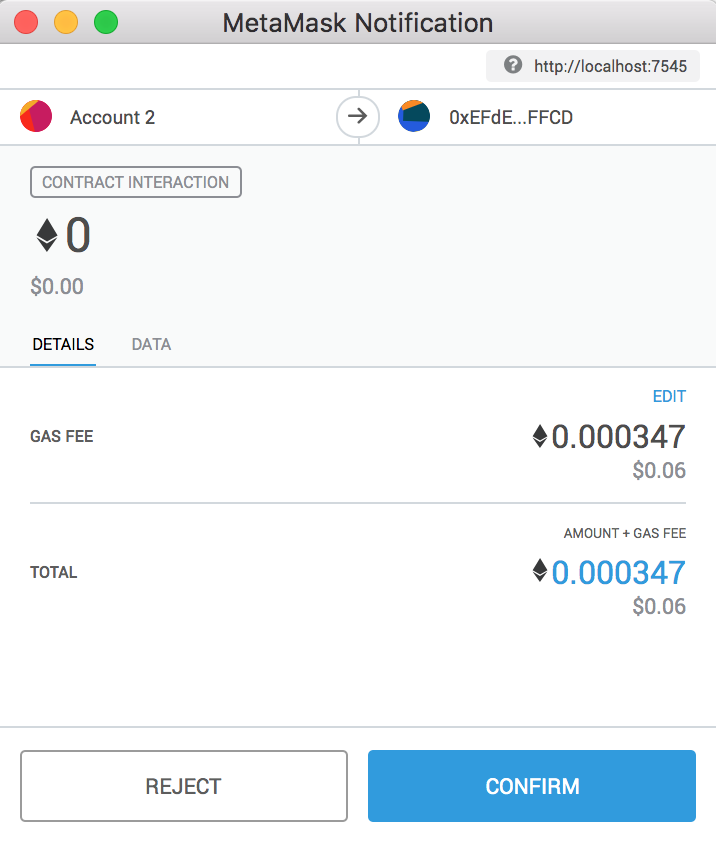 MetaMask Notification
http://localhost:7545
Account 2
0xEFdE...FFCD
CONTRACT INTERACTION
0
$0.00
DETAILS DATA
EDIT
GAS FEE 0.000347
$0.06
AMOUNT + GAS FEE
TOTAL 0.000347
$0.06
REJECT CONFIRM